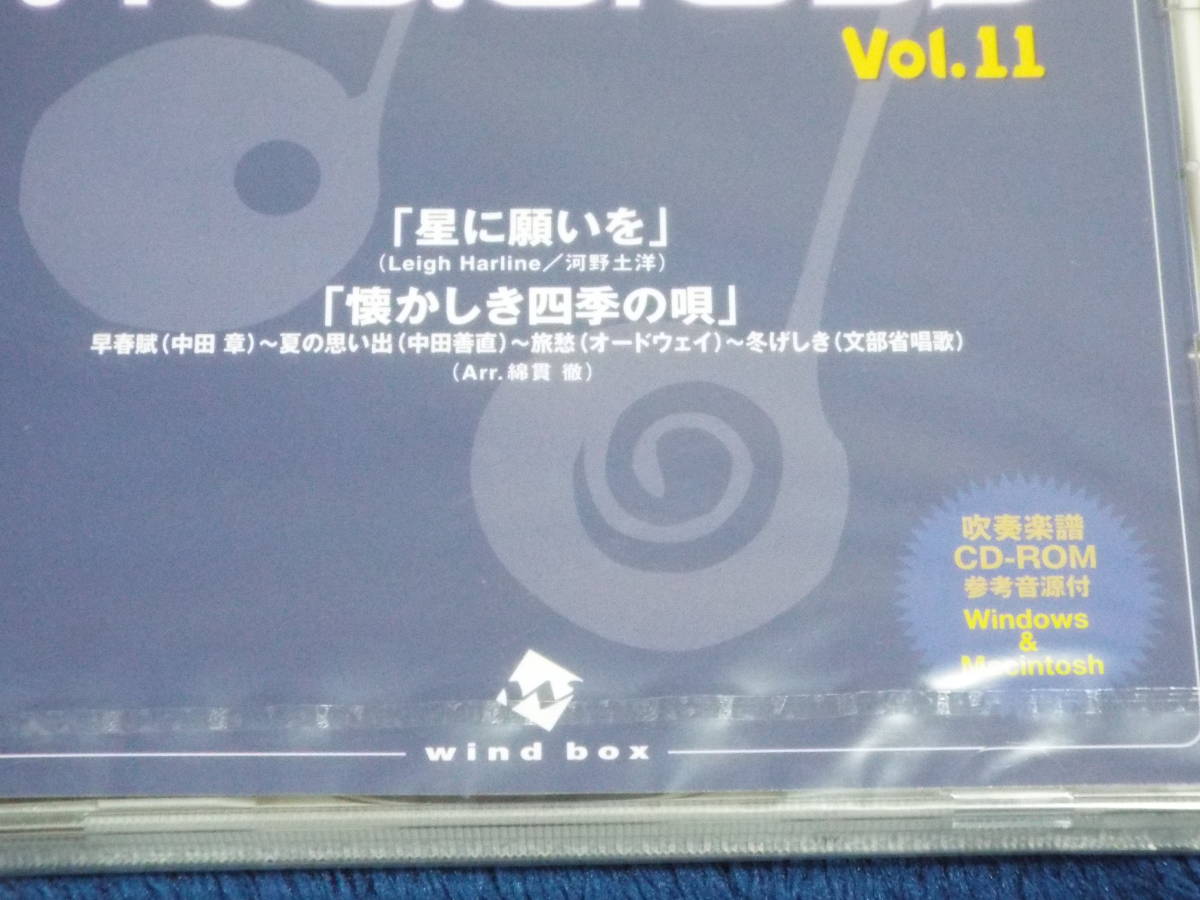 Vol.11
「星に願いを」
（Leigh Harline／河野土洋）
「懐かしき四季の唄」
早春賦（中田 章）～夏の思い出（中田善直）～旅愁（オードウェイ）～冬げしき（文部省唱歌）
（Arr. 綿貫 徹）
吹奏楽譜
CD-ROM
参考音源付
Windows
&
Macintosh
wind box